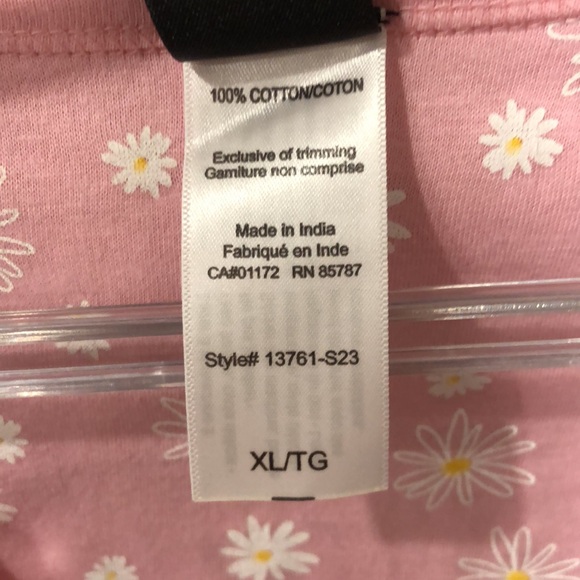 100% COTTON/COTON
Exclusive of trimming
Garniture non comprise
Made in India
Fabriqué en Inde
CA#01172 RN 85787
Style# 13761-S23
XL/TG